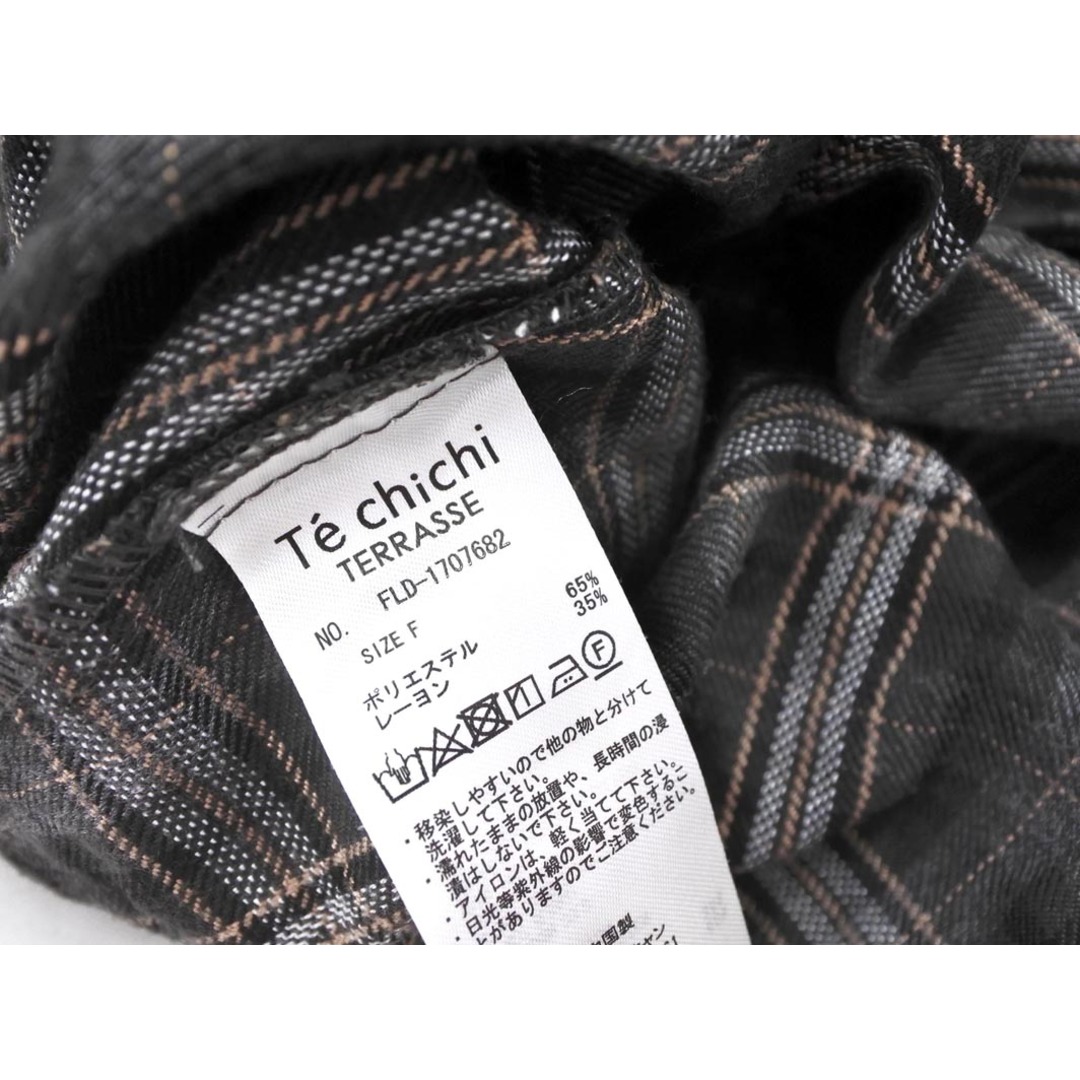 Té chichi
TERRASSE
NO. FLD-1707682
SIZE F
ポリエステル 65%
レーヨン 35%
F
・移染しやすいので他の物と分けて
洗濯して下さい。
・濡れたままの放置や、長時間の浸
漬はしないで下さい。
・アイロンは、軽く当てて下さい。
・日光等紫外線の影響で変色するこ
とがありますのでご注意ください。
国製
ャン